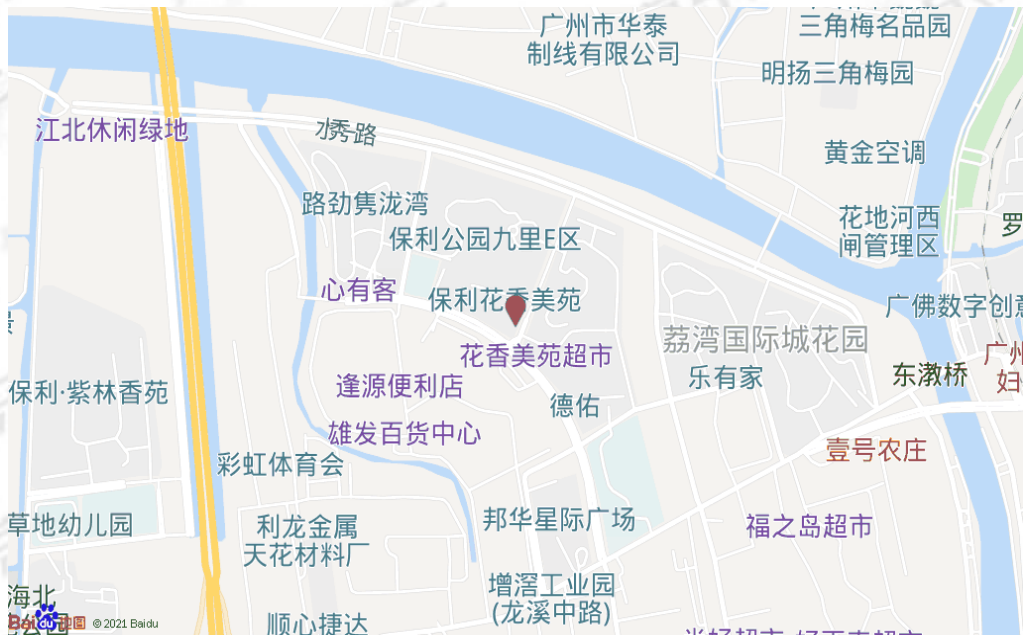 广州市华泰
制线有限公司
三角梅名品园
明扬三角梅园
江北休闲绿地
水秀路
黄金空调
路劲隽泷湾
花地河西
闸管理区
罗
保利公园九里E区
心有客
保利花香美苑
广佛数字创意
荔湾国际城花园
花香美苑超市
广州
妇
乐有家
东漖桥
保利·紫林香苑
逢源便利店
德佑
雄发百货中心
壹号农庄
彩虹体育会
草地幼儿园
利龙金属
天花材料厂
邦华星际广场
福之岛超市
增滘工业园
(龙溪中路)
海北
顺心捷达
Bai du 地图 © 2021 Baidu